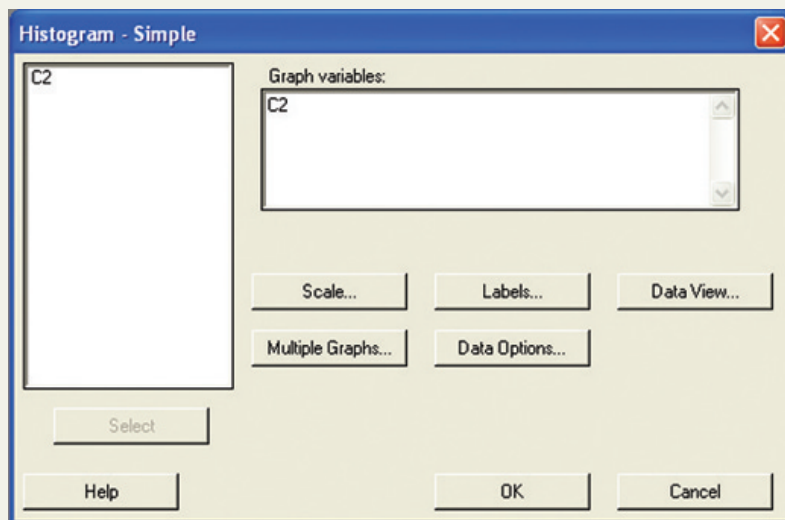 Histogram - Simple
C2
Graph variables:
C2
Scale...
Labels...
Data View...
Multiple Graphs...
Data Options...
Select
Help
OK
Cancel